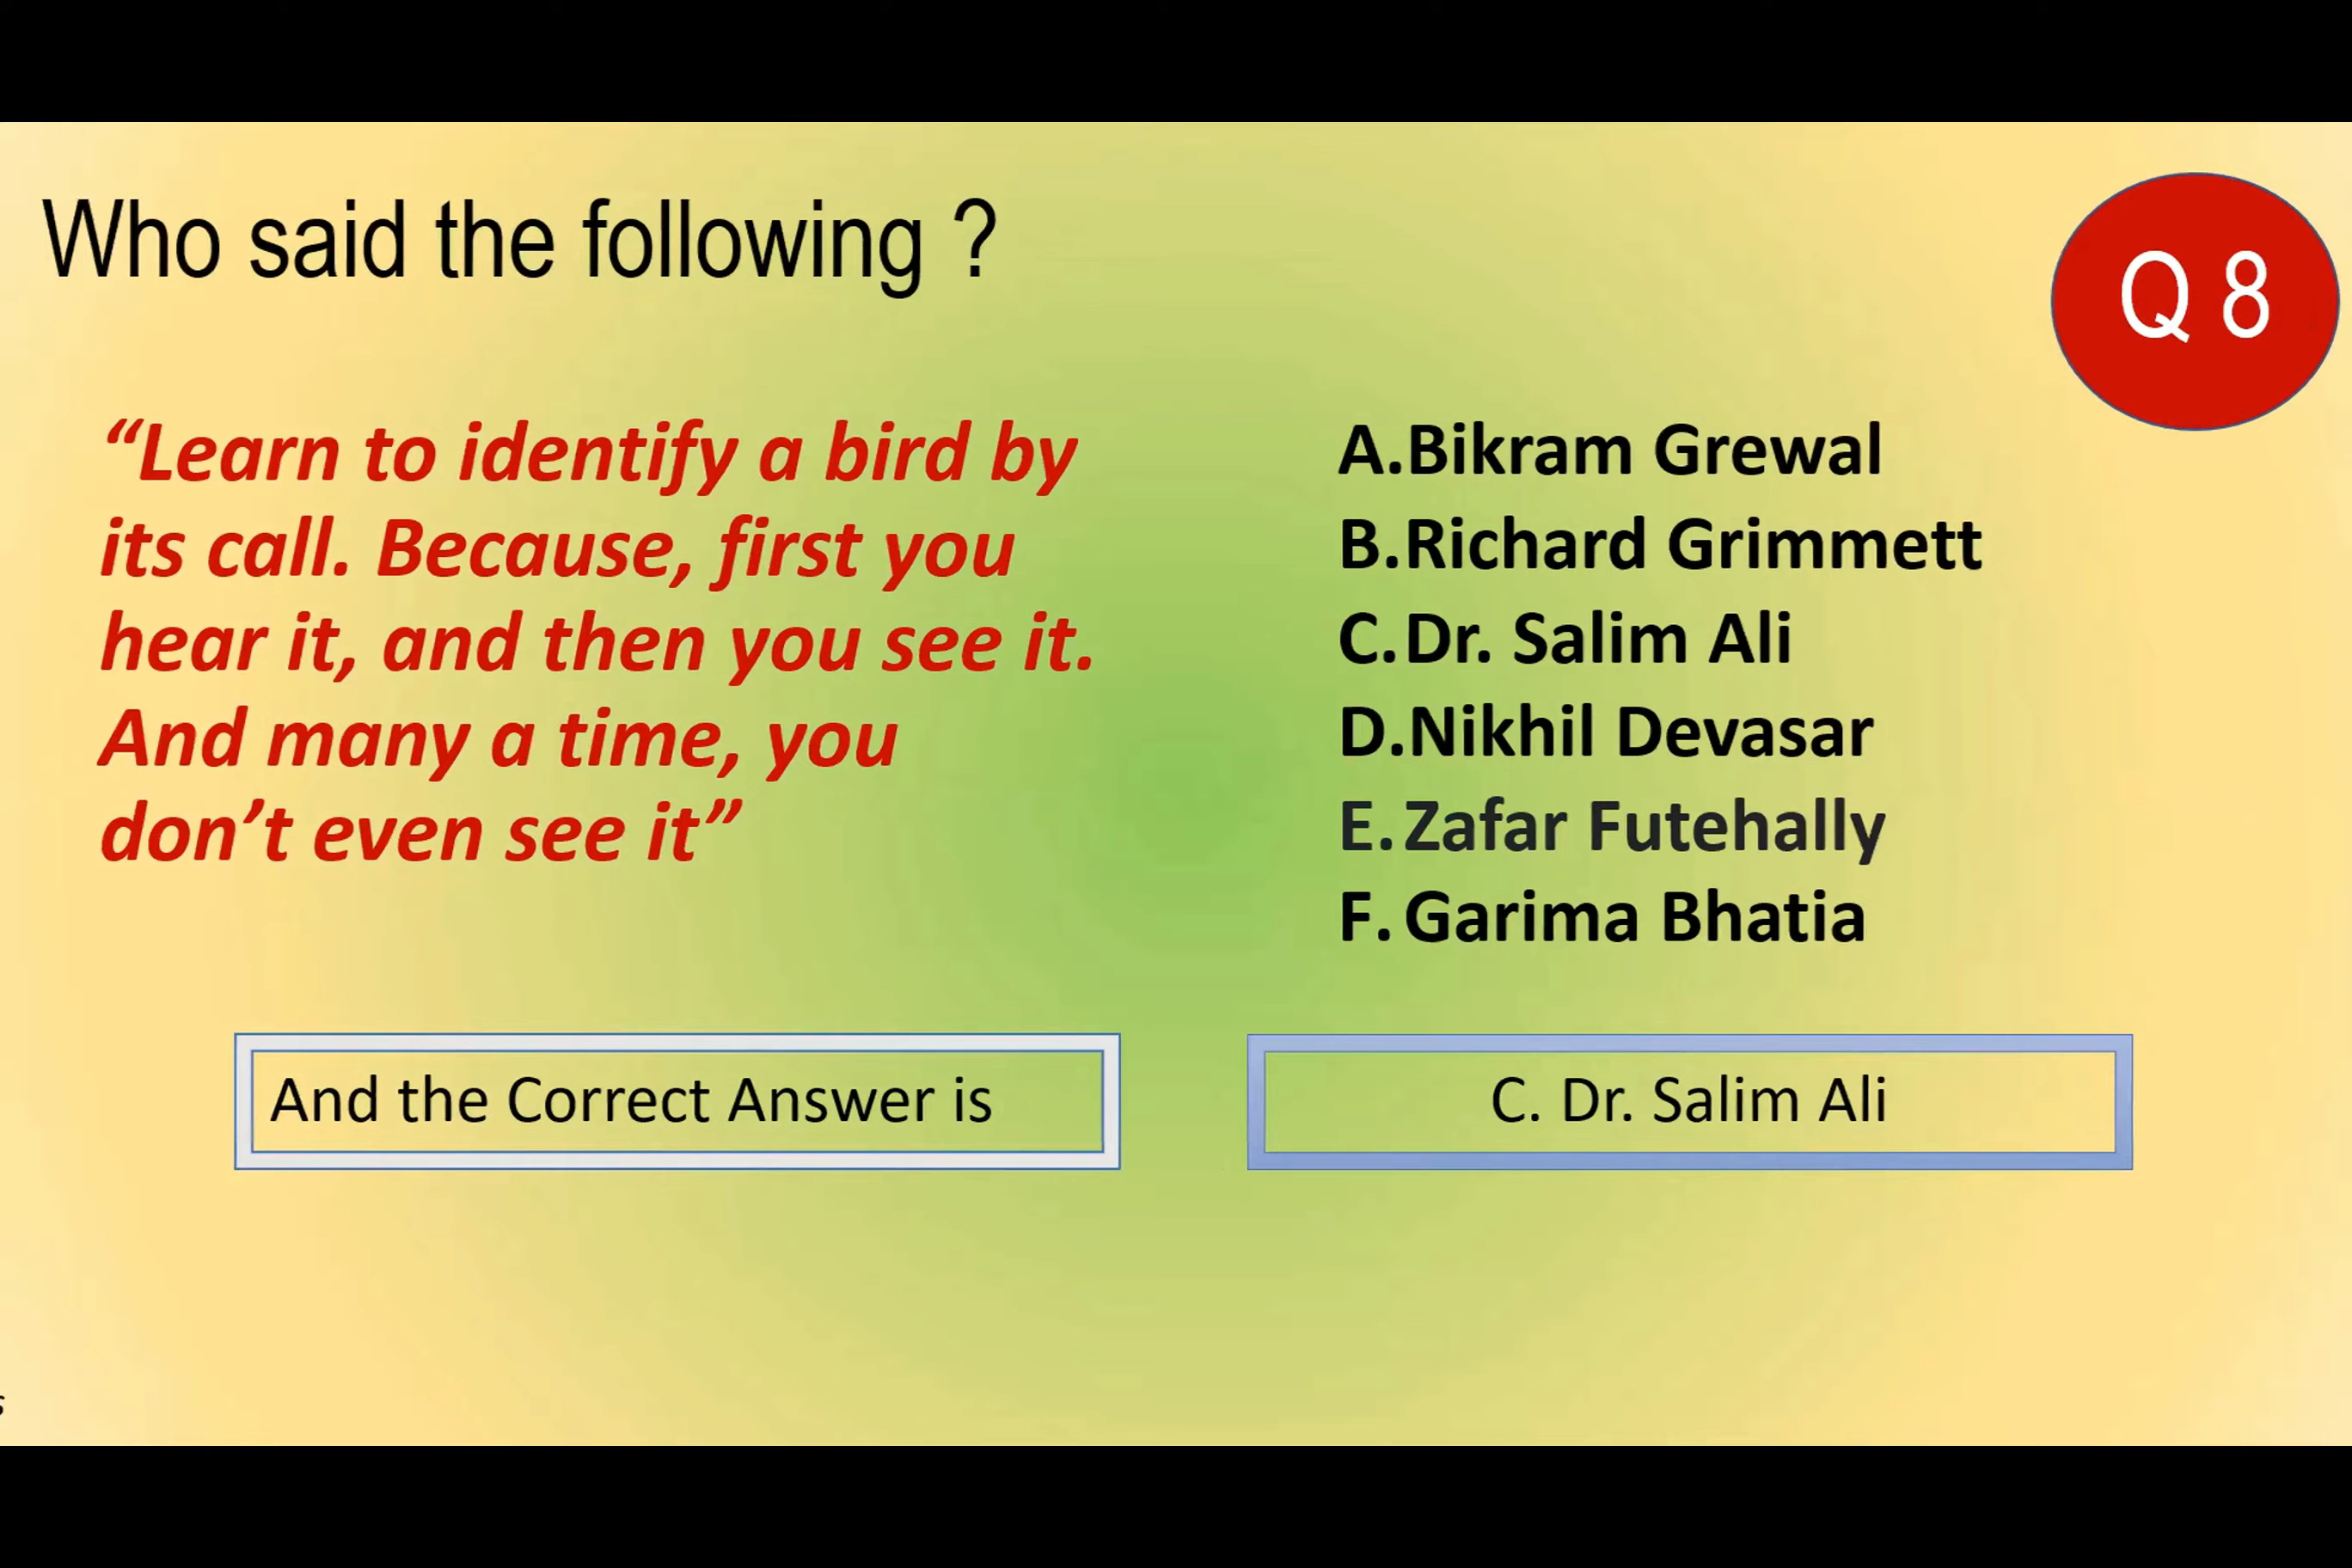 Who said the following ?
Q 8
“Learn to identify a bird by
its call. Because, first you
hear it, and then you see it.
And many a time, you
don’t even see it”
A.Bikram Grewal
B.Richard Grimmett
C.Dr. Salim Ali
D.Nikhil Devasar
E.Zafar Futehally
F.Garima Bhatia
And the Correct Answer is
C. Dr. Salim Ali